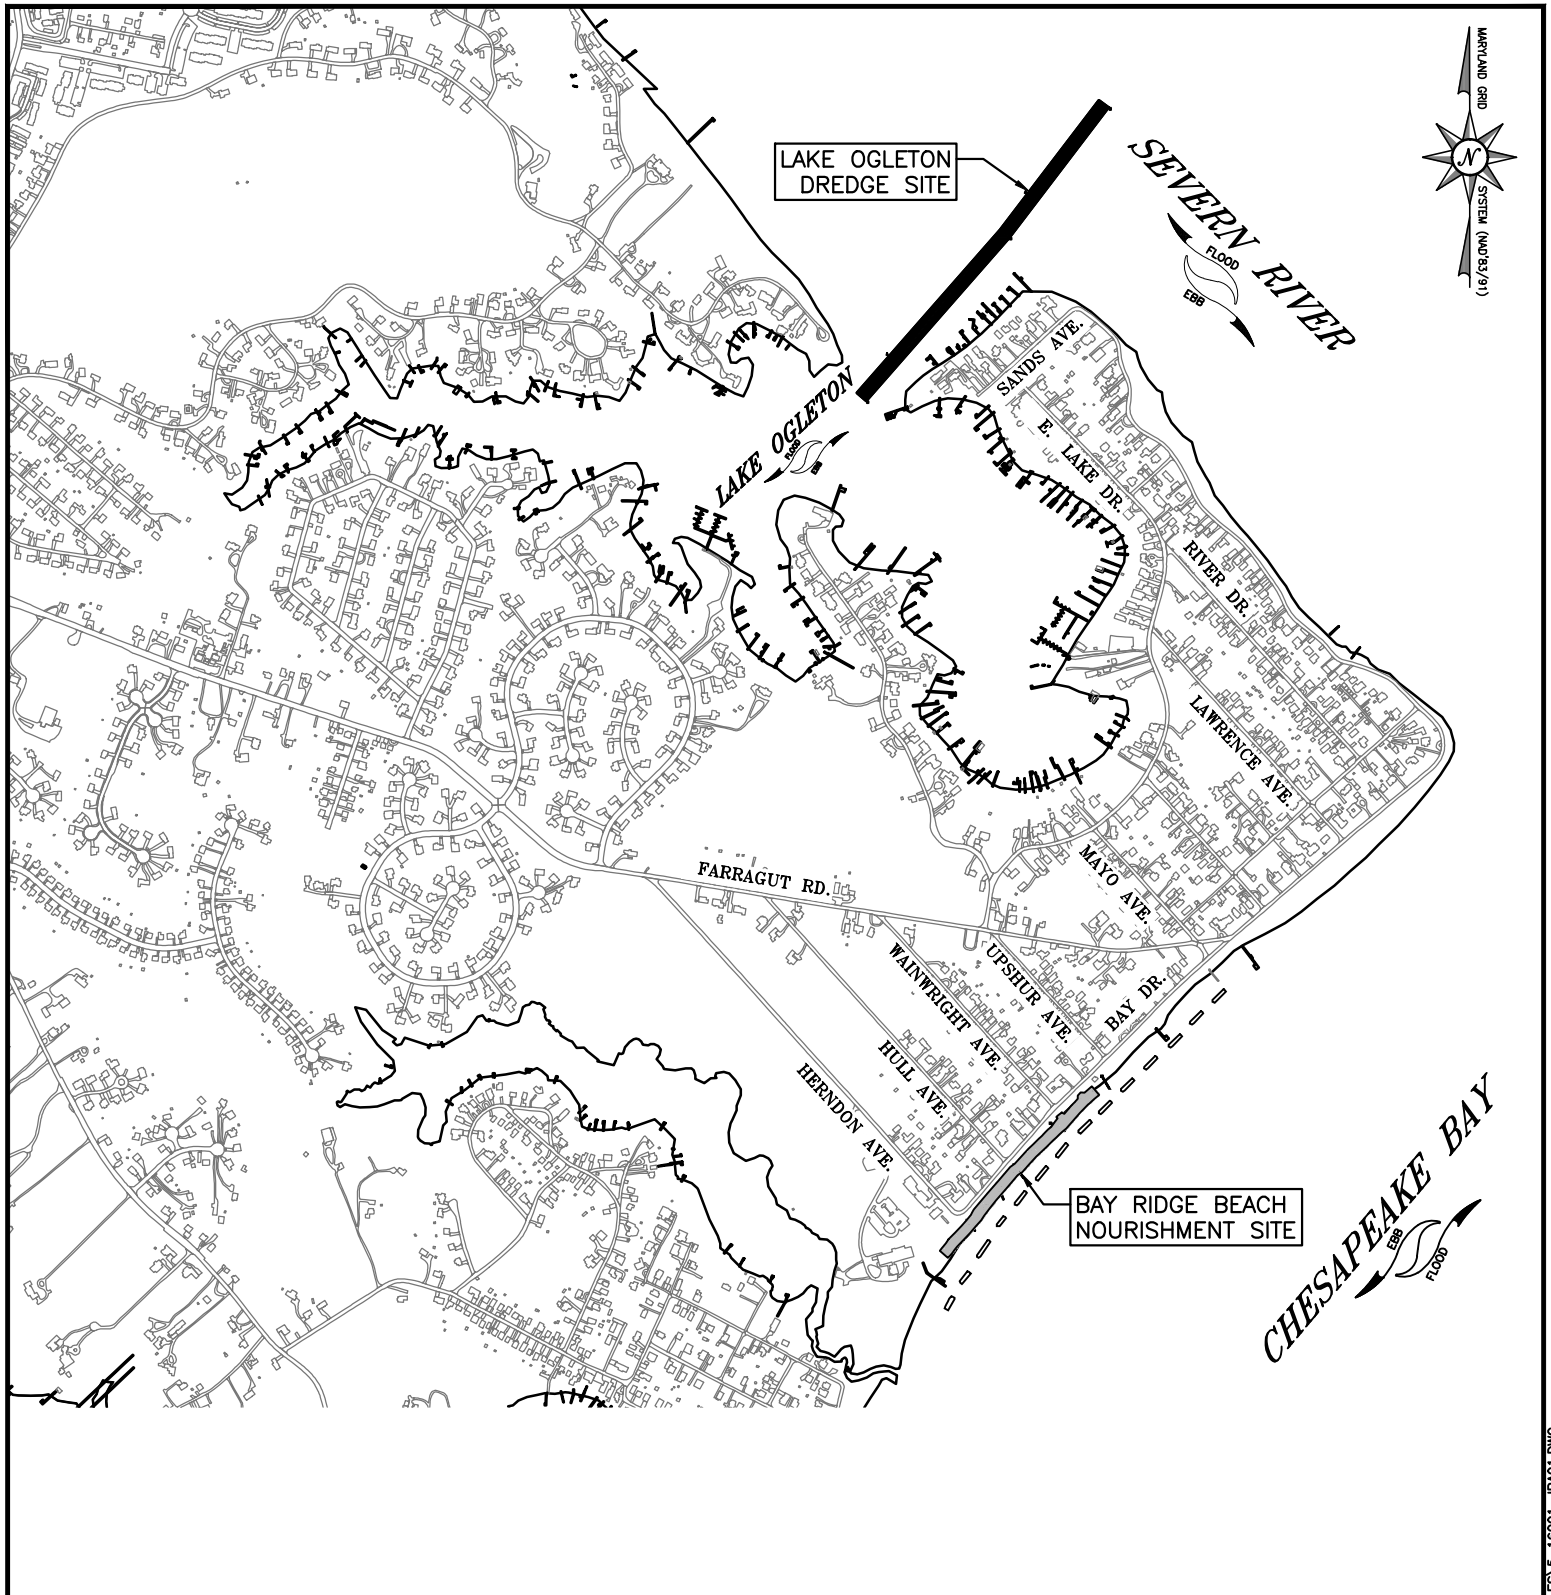 MARYLAND GRID
N
SYSTEM (NAD'83/91)
LAKE OGLETON
DREDGE SITE
SEVERN RIVER
FLOOD
EBB
SANDS AVE.
LAKE OGLETON
FLOOD
EBB
E. LAKE DR.
RIVER DR.
LAWRENCE AVE.
MAYO AVE.
FARRAGUT RD.
WAINWRIGHT AVE.
UPSHUR AVE.
BAY DR.
HULL AVE.
HERNDON AVE.
BAY RIDGE BEACH
NOURISHMENT SITE
CHESAPEAKE BAY
EBB
FLOOD